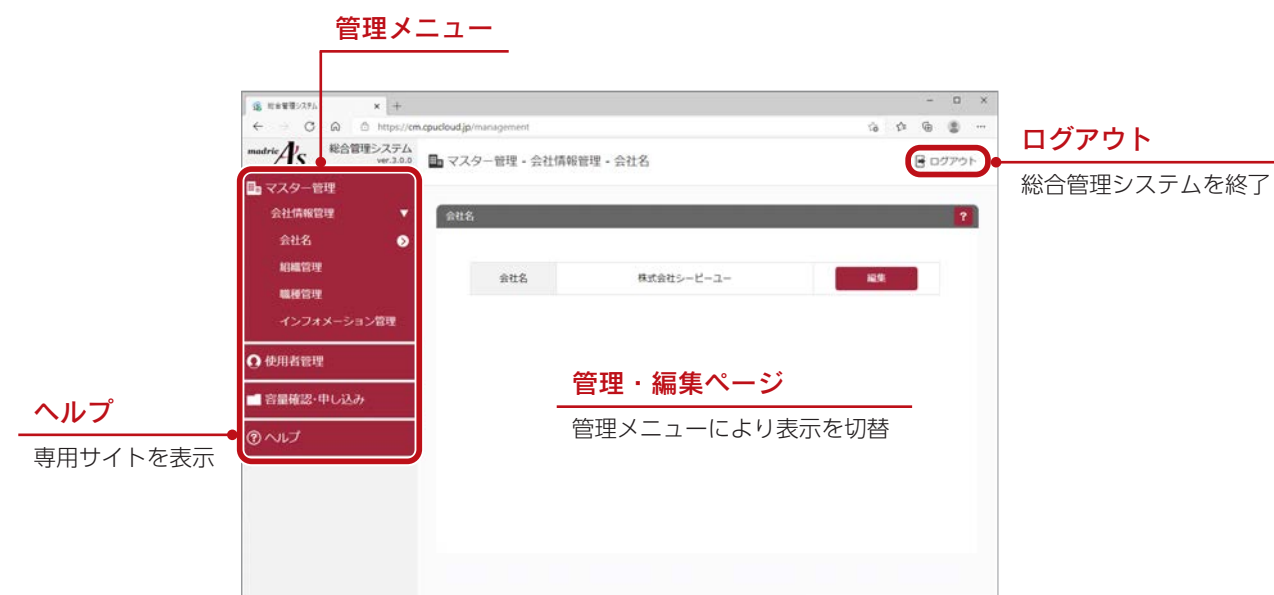 管理メニュー
総合管理システム
https://cm.cpucloud.jp/management
madric A's
総合管理システム
ver.3.0.0
マスター管理 - 会社情報管理 - 会社名
ログアウト
ログアウト
総合管理システムを終了
マスター管理
会社情報管理
会社名
組織管理
職種管理
インフォメーション管理
使用者管理
容量確認・申し込み
ヘルプ
会社名
?
会社名
株式会社シーピーユー
編集
管理・編集ページ
管理メニューにより表示を切替
ヘルプ
専用サイトを表示